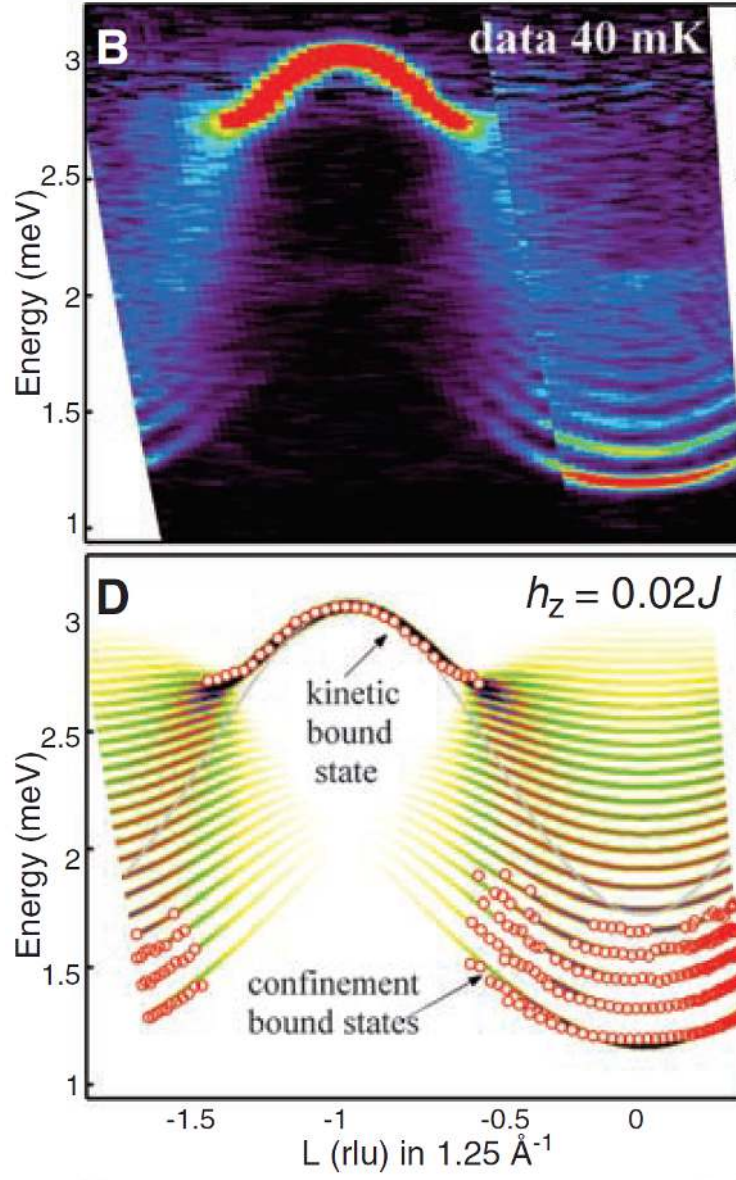 B
data 40 mK
3
2.5
2
1.5
1
Energy (meV)
D
h_z = 0.02J
3
2.5
2
1.5
1
Energy (meV)
kinetic
bound
state
confinement
bound states
-1.5
-1
-0.5
0
L (rlu) in 1.25 Å⁻¹